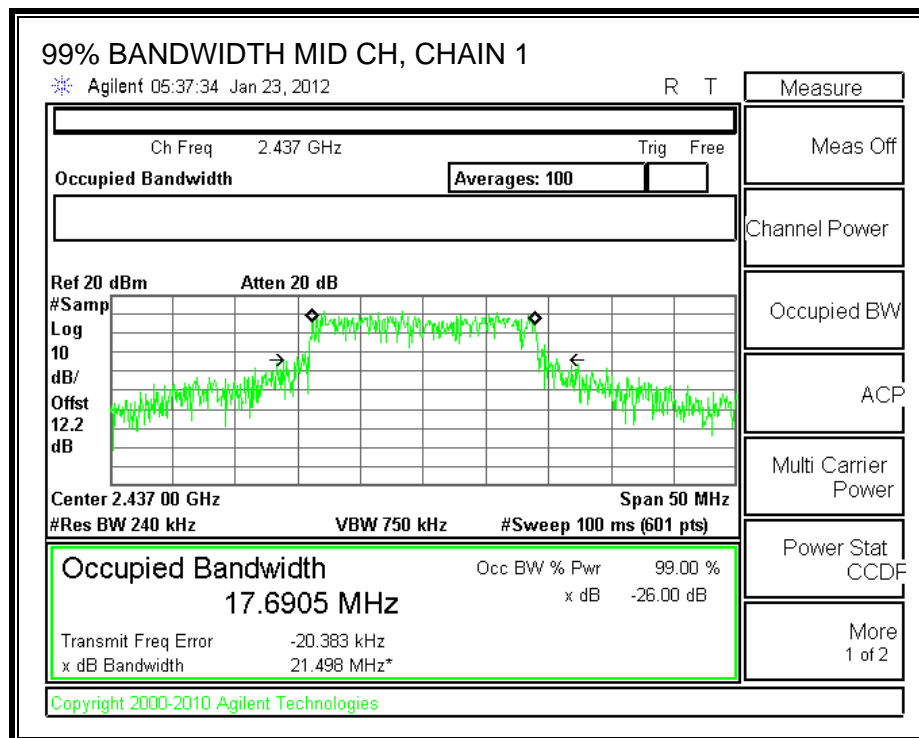 99% BANDWIDTH MID CH, CHAIN 1
Agilent 05:37:34 Jan 23, 2012 R T
Measure
Ch Freq 2.437 GHz Trig Free
Occupied Bandwidth Averages: 100
Ref 20 dBm Atten 20 dB
#Samp
Log
10
dB/
Offst
12.2
dB
Center 2.437 00 GHz Span 50 MHz
#Res BW 240 kHz VBW 750 kHz #Sweep 100 ms (601 pts)
Occupied Bandwidth Occ BW % Pwr 99.00 %
17.6905 MHz x dB -26.00 dB
Transmit Freq Error -20.383 kHz
x dB Bandwidth 21.498 MHz*
Copyright 2000-2010 Agilent Technologies
Meas Off
Channel Power
Occupied BW
ACP
Multi Carrier
Power
Power Stat
CCDF
More
1 of 2